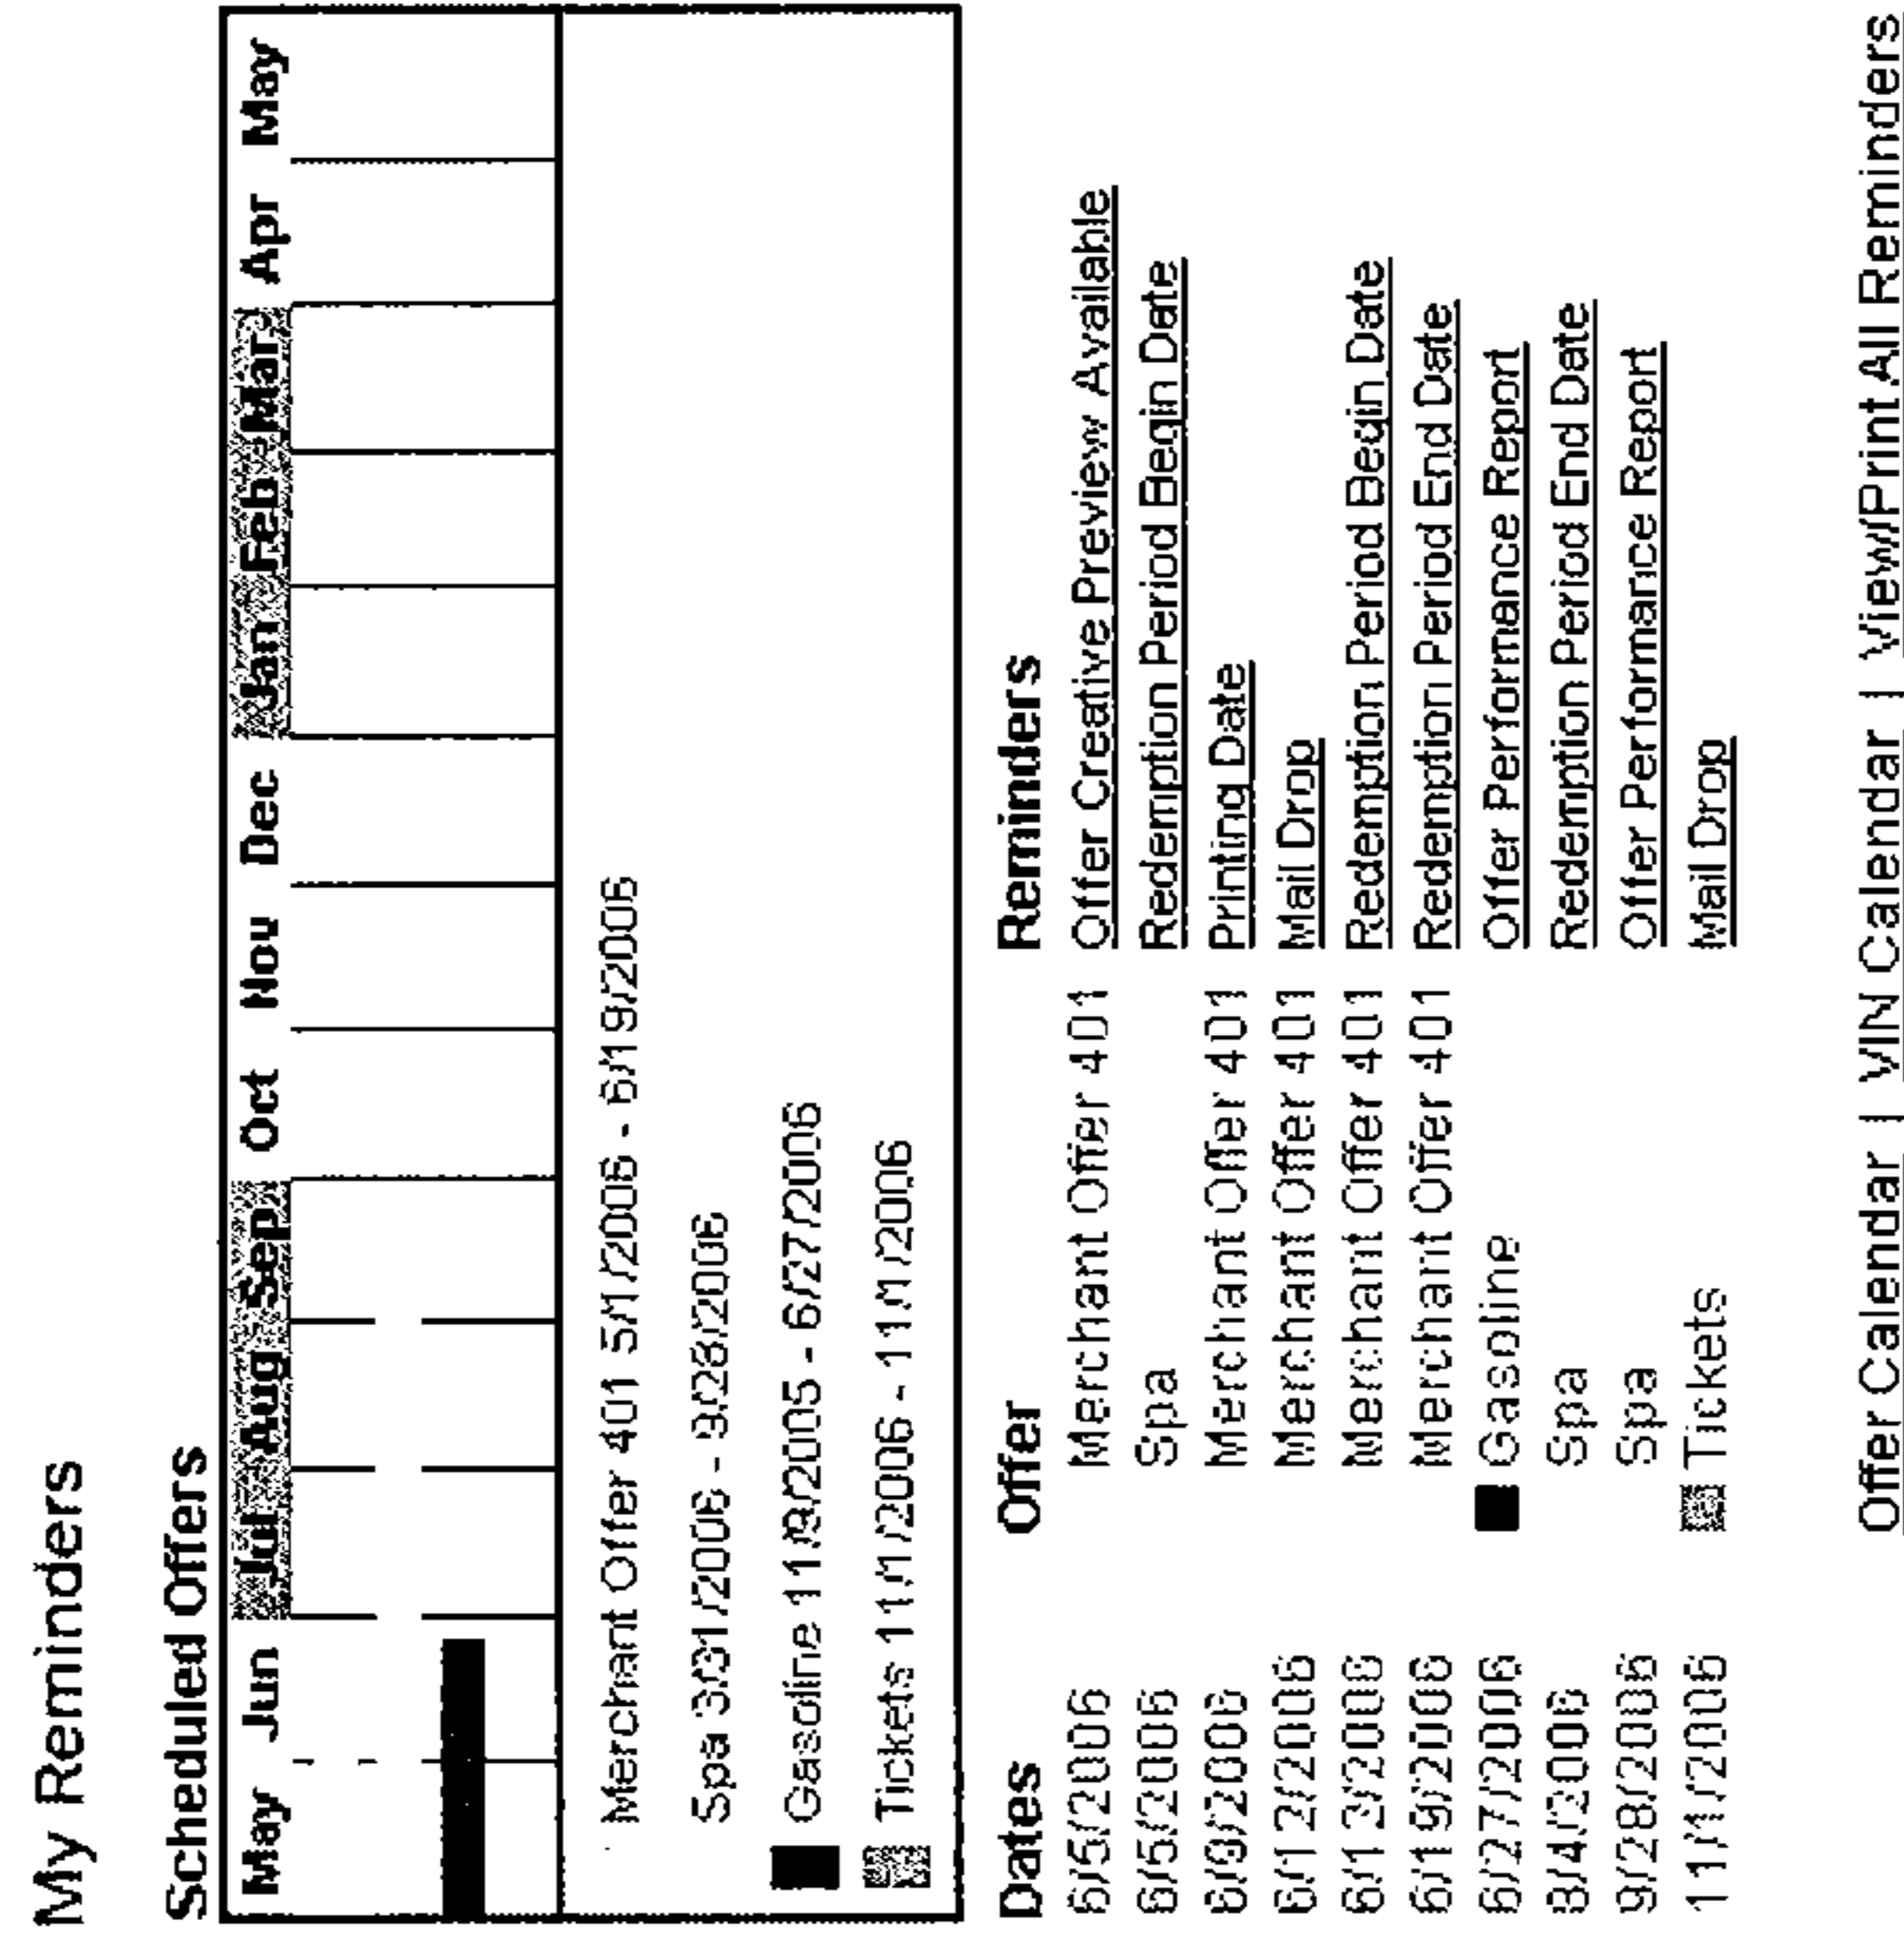 My Reminders
Scheduled Offers
May Jun Jul Aug Sep Oct Nov Dec Jan Feb Mar Apr May
Merchant Offer 401 5/1/2006 - 6/19/2006
Spa 3/31/2006 - 9/28/2006
Gasoline 11/9/2005 - 6/27/2006
Tickets 11/1/2006 - 11/1/2006
Dates Offer Reminders
6/5/2006 Merchant Offer 401 Offer Creative Preview Available
6/5/2006 Spa Redemption Period Begin Date
6/9/2006 Merchant Offer 401 Printing Date
6/12/2006 Merchant Offer 401 Mail Drop
6/13/2006 Merchant Offer 401 Redemption Period Begin Date
6/19/2006 Merchant Offer 401 Redemption Period End Date
6/27/2006 Gasoline Offer Performance Report
8/4/2006 Spa Redemption Period End Date
9/28/2006 Spa Offer Performance Report
11/1/2006 Tickets Mail Drop
Offer Calendar | VIN Calendar | View/Print All Reminders